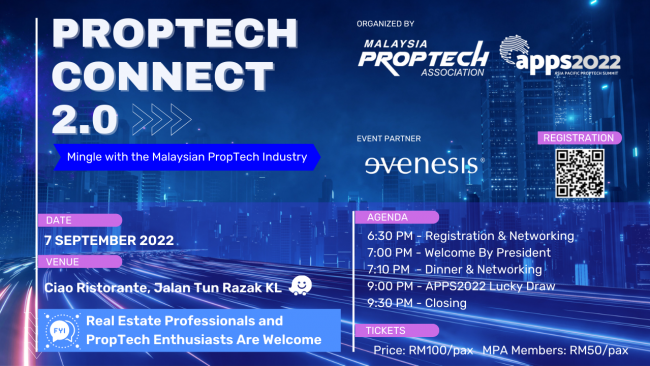 PROPTECH
CONNECT
2.0
Mingle with the Malaysian PropTech Industry
ORGANIZED BY
MALAYSIA
PROPTECH
ASSOCIATION
apps2022
ASIA PACIFIC PROPTECH SUMMIT
EVENT PARTNER
evenesis®
REGISTRATION
DATE
7 SEPTEMBER 2022
VENUE
Ciao Ristorante, Jalan Tun Razak KL
FYI
Real Estate Professionals and
PropTech Enthusiasts Are Welcome
AGENDA
6:30 PM - Registration & Networking
7:00 PM - Welcome By President
7:10 PM - Dinner & Networking
9:00 PM - APPS2022 Lucky Draw
9:30 PM - Closing
TICKETS
Price: RM100/pax MPA Members: RM50/pax